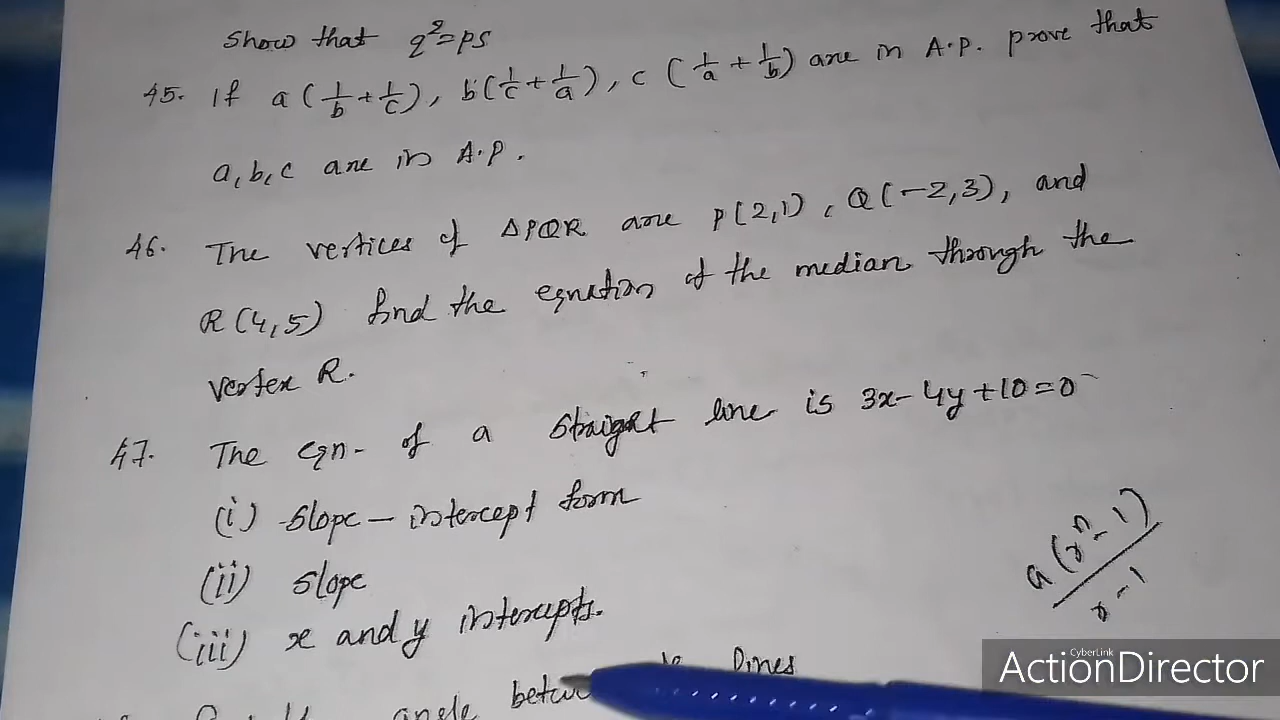 show that q²=ps
45. If a(1/b+1/c), b(1/c+1/a), c(1/a+1/b) are in A.P. prove that
a,b,c are in A.P.
46. The vertices of ΔPQR are P(2,1), Q(-2,3), and
R(4,5) find the equation of the median through the
vertex R.
47. The eqn. of a straight line is 3x-4y+10=0
(i) slope-intercept form
(ii) slope
(iii) x and y intercepts.
a(r^n-1)/r-1
angle lines
CyberLink
ActionDirector